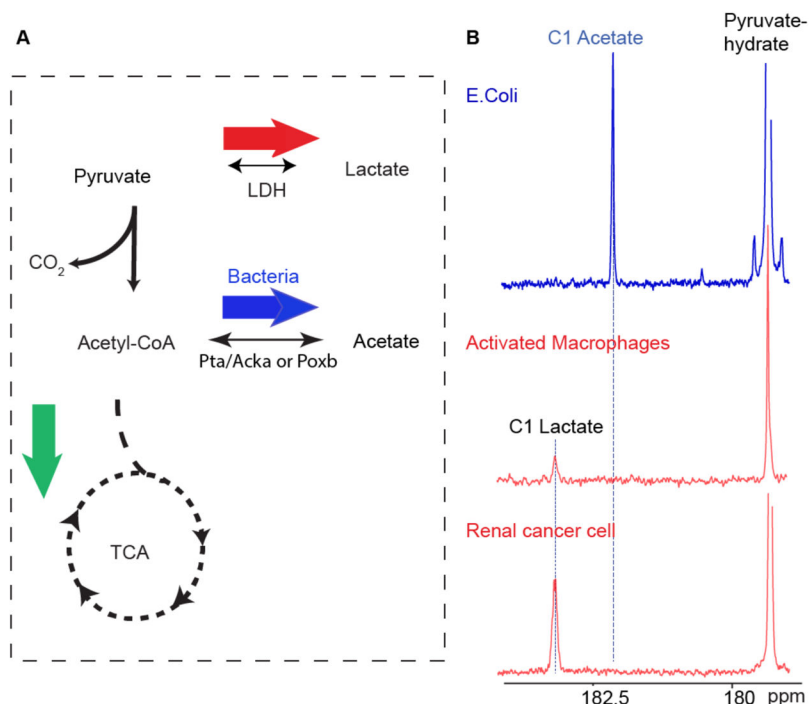 A
Pyruvate
LDH
Lactate
CO2
Bacteria
Acetyl-CoA
Pta/Acka or Poxb
Acetate
TCA
B
C1 Acetate
Pyruvate-
hydrate
E.Coli
Activated Macrophages
C1 Lactate
Renal cancer cell
182.5
180
ppm